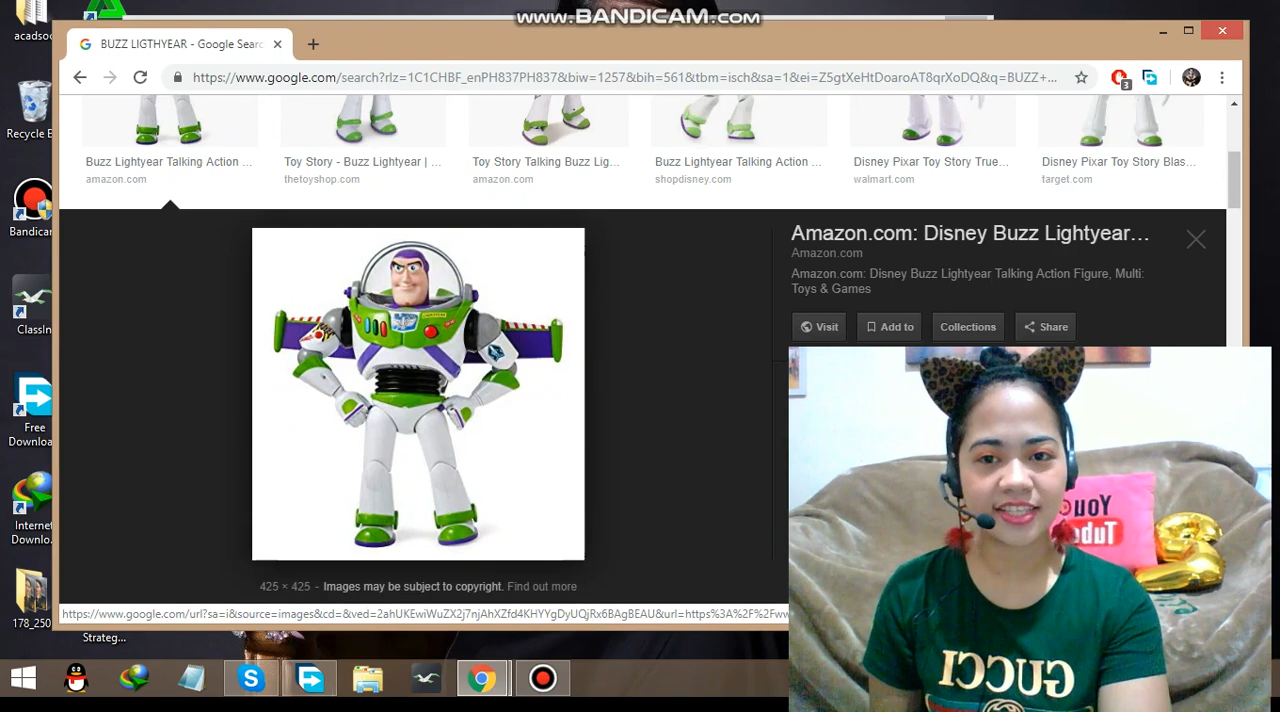 www.BANDICAM.com
acadsoc
BUZZ LIGTHYEAR - Google Searc
https://www.google.com/search?rlz=1C1CHBF_enPH837PH837&biw=1257&bih=561&tbm=isch&sa=1&ei=Z5gtXeHtDoaroAT8qrXoDQ&q=BUZZ+...
3
Recycle B
Buzz Lightyear Talking Action ...
Toy Story - Buzz Lightyear | ...
Toy Story Talking Buzz Lig...
Buzz Lightyear Talking Action ...
Disney Pixar Toy Story True...
Disney Pixar Toy Story Blas...
amazon.com
thetoyshop.com
amazon.com
shopdisney.com
walmart.com
target.com
Bandicam
Amazon.com: Disney Buzz Lightyear...
Amazon.com
Amazon.com: Disney Buzz Lightyear Talking Action Figure, Multi:
Toys & Games
Visit
Add to
Collections
Share
ClassIn
Free
Downloa...
Internet
Downlo...
You
Tube
425 × 425 - Images may be subject to copyright. Find out more
https://www.google.com/url?sa=i&source=images&cd=&ved=2ahUKEwiWuZX2j7njAhXZfd4KHYYgDyUQjRx6BAgBEAU&url=https%3A%2F%2Fww
178_250
Strateg...
GUCCI